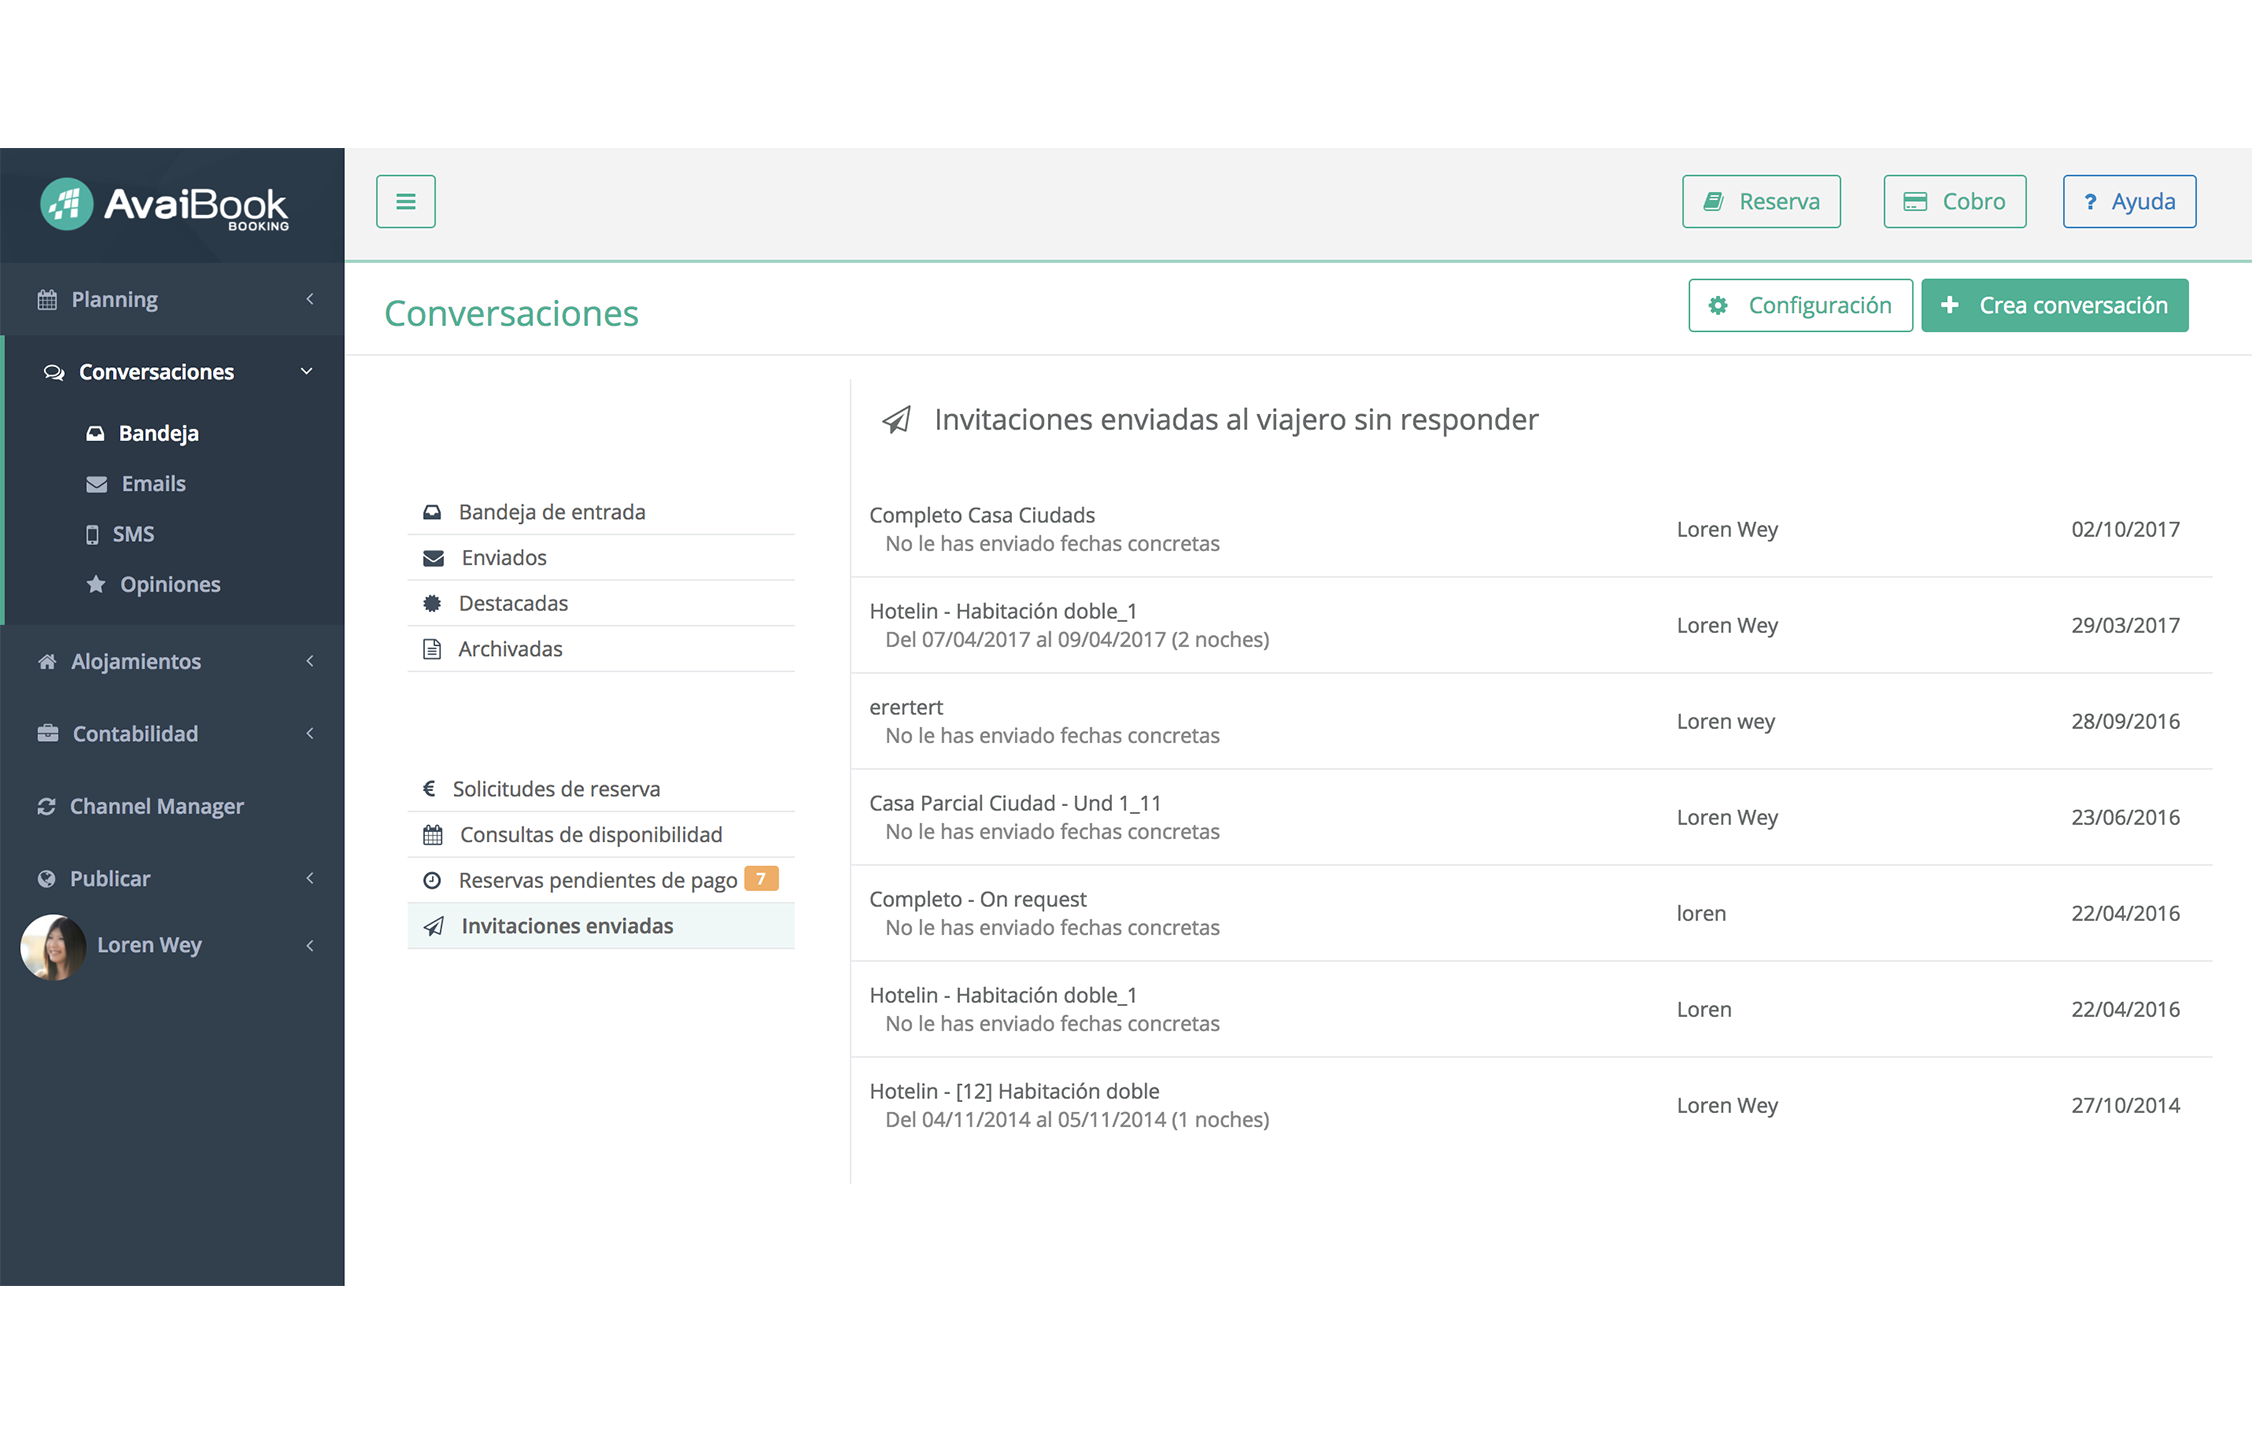 AvaiBook
BOOKING
Reserva
Cobro
? Ayuda
Planning
Conversaciones
Bandeja
Emails
SMS
Opiniones
Alojamientos
Contabilidad
Channel Manager
Publicar
Loren Wey
Conversaciones
Configuración
+ Crea conversación
Bandeja de entrada
Enviados
Destacadas
Archivadas
€ Solicitudes de reserva
Consultas de disponibilidad
Reservas pendientes de pago 7
Invitaciones enviadas
Invitaciones enviadas al viajero sin responder
Completo Casa Ciudads
No le has enviado fechas concretas
Loren Wey
02/10/2017
Hotelin - Habitación doble_1
Del 07/04/2017 al 09/04/2017 (2 noches)
Loren Wey
29/03/2017
erertert
No le has enviado fechas concretas
Loren wey
28/09/2016
Casa Parcial Ciudad - Und 1_11
No le has enviado fechas concretas
Loren Wey
23/06/2016
Completo - On request
No le has enviado fechas concretas
loren
22/04/2016
Hotelin - Habitación doble_1
No le has enviado fechas concretas
Loren
22/04/2016
Hotelin - [12] Habitación doble
Del 04/11/2014 al 05/11/2014 (1 noches)
Loren Wey
27/10/2014